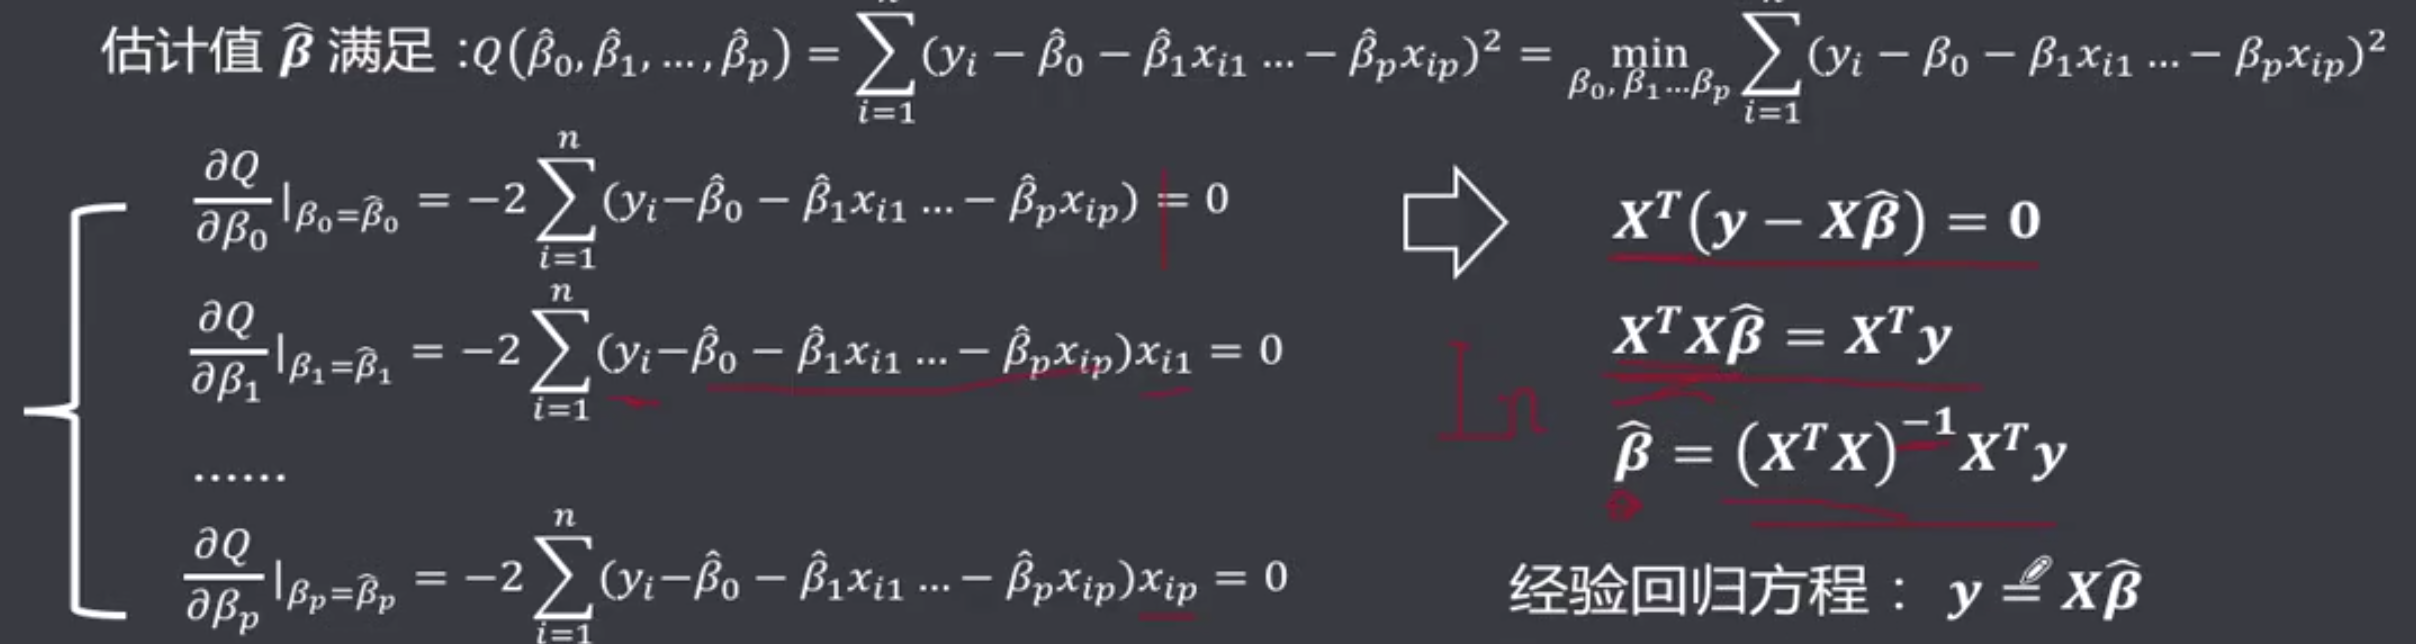 估计值 β̂ 满足 :Q(β̂₀, β̂₁, …, β̂ₚ) = ∑ᵢ₌₁ⁿ (yᵢ − β̂₀ − β̂₁xᵢ₁ … − β̂ₚxᵢₚ)² = min_{β₀, β₁…βₚ} ∑ᵢ₌₁ⁿ (yᵢ − β₀ − β₁xᵢ₁ … − βₚxᵢₚ)²
∂Q/∂β₀ |_{β₀=β̂₀} = −2 ∑ᵢ₌₁ⁿ (yᵢ−β̂₀ − β̂₁xᵢ₁ … − β̂ₚxᵢₚ) = 0
∂Q/∂β₁ |_{β₁=β̂₁} = −2 ∑ᵢ₌₁ⁿ (yᵢ−β̂₀ − β̂₁xᵢ₁ … − β̂ₚxᵢₚ)xᵢ₁ = 0
……
∂Q/∂βₚ |_{βₚ=β̂ₚ} = −2 ∑ᵢ₌₁ⁿ (yᵢ−β̂₀ − β̂₁xᵢ₁ … − β̂ₚxᵢₚ)xᵢₚ = 0
Xᵀ(y − Xβ̂) = 0
XᵀXβ̂ = Xᵀy
β̂ = (XᵀX)⁻¹Xᵀy
经验回归方程： y = Xβ̂